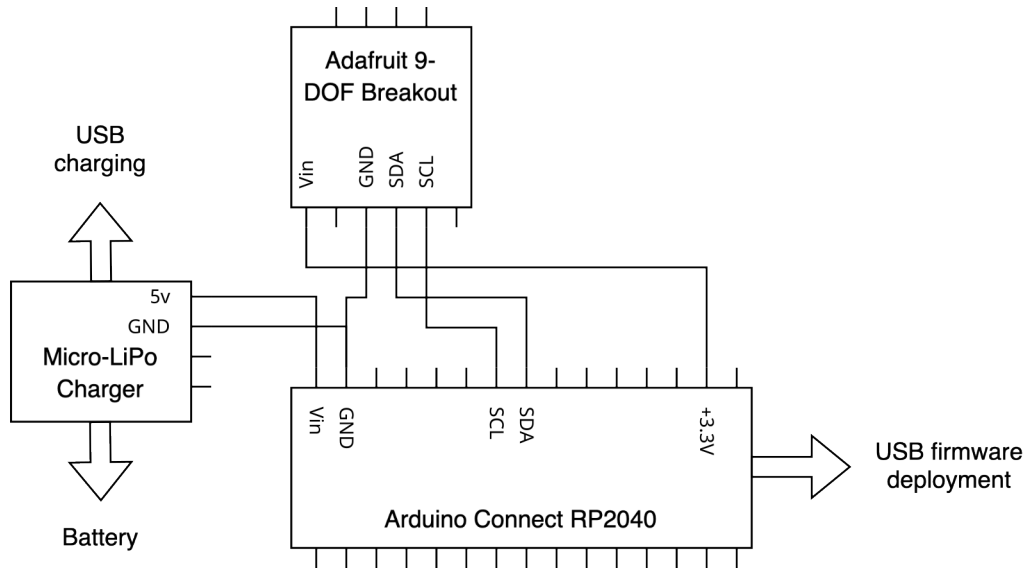 Adafruit 9-
DOF Breakout
Vin
GND
SDA
SCL
USB
charging
5v
GND
Micro-LiPo
Charger
Battery
Vin
GND
SCL
SDA
+3.3V
Arduino Connect RP2040
USB firmware
deployment